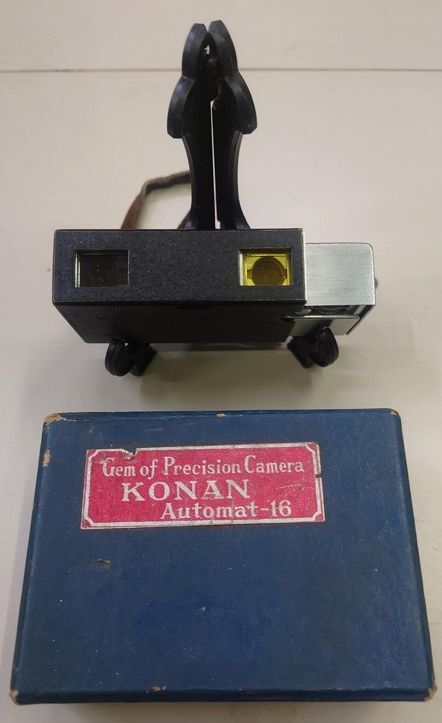 Gem of Precision Camera
KONAN
Automat-16